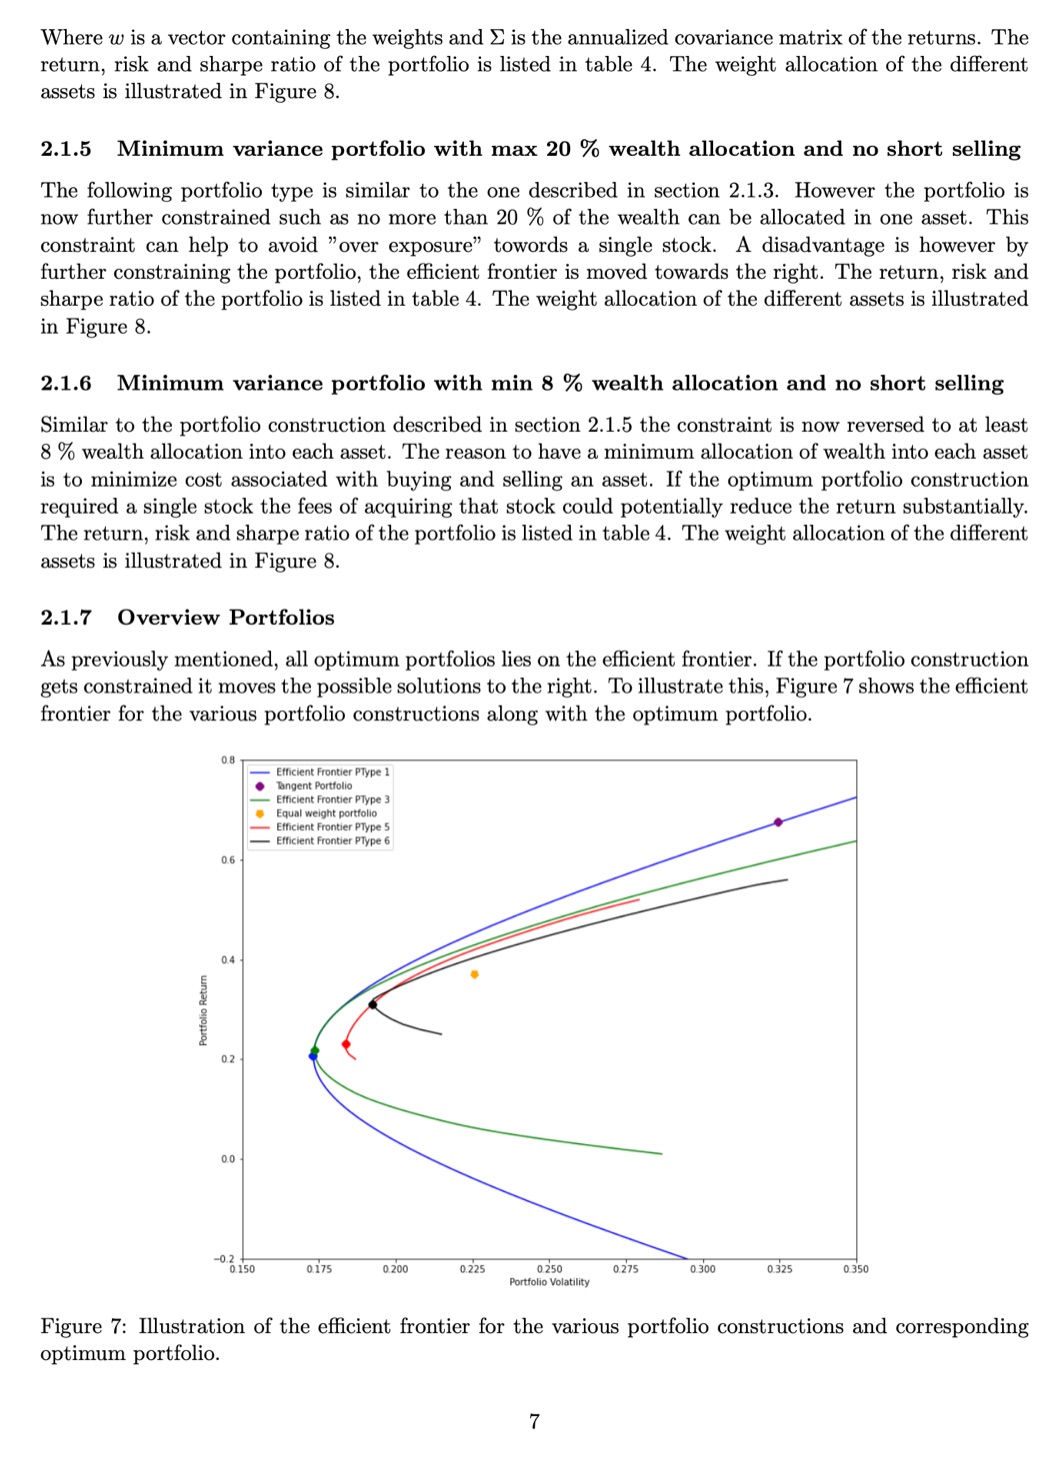 Where w is a vector containing the weights and Σ is the annualized covariance matrix of the returns. The
return, risk and sharpe ratio of the portfolio is listed in table 4. The weight allocation of the different
assets is illustrated in Figure 8.
2.1.5 Minimum variance portfolio with max 20 % wealth allocation and no short selling
The following portfolio type is similar to the one described in section 2.1.3. However the portfolio is
now further constrained such as no more than 20 % of the wealth can be allocated in one asset. This
constraint can help to avoid ”over exposure” towards a single stock. A disadvantage is however by
further constraining the portfolio, the efficient frontier is moved towards the right. The return, risk and
sharpe ratio of the portfolio is listed in table 4. The weight allocation of the different assets is illustrated
in Figure 8.
2.1.6 Minimum variance portfolio with min 8 % wealth allocation and no short selling
Similar to the portfolio construction described in section 2.1.5 the constraint is now reversed to at least
8 % wealth allocation into each asset. The reason to have a minimum allocation of wealth into each asset
is to minimize cost associated with buying and selling an asset. If the optimum portfolio construction
required a single stock the fees of acquiring that stock could potentially reduce the return substantially.
The return, risk and sharpe ratio of the portfolio is listed in table 4. The weight allocation of the different
assets is illustrated in Figure 8.
2.1.7 Overview Portfolios
As previously mentioned, all optimum portfolios lies on the efficient frontier. If the portfolio construction
gets constrained it moves the possible solutions to the right. To illustrate this, Figure 7 shows the efficient
frontier for the various portfolio constructions along with the optimum portfolio.
0.8
Efficient Frontier PType 1
Tangent Portfolio
Efficient Frontier PType 3
Equal weight portfolio
Efficient Frontier PType 5
Efficient Frontier PType 6
0.6
0.4
Portfolio Return
0.2
0.0
−0.2
0.150 0.175 0.200 0.225 0.250 0.275 0.300 0.325 0.350
Portfolio Volatility
Figure 7: Illustration of the efficient frontier for the various portfolio constructions and corresponding
optimum portfolio.
7